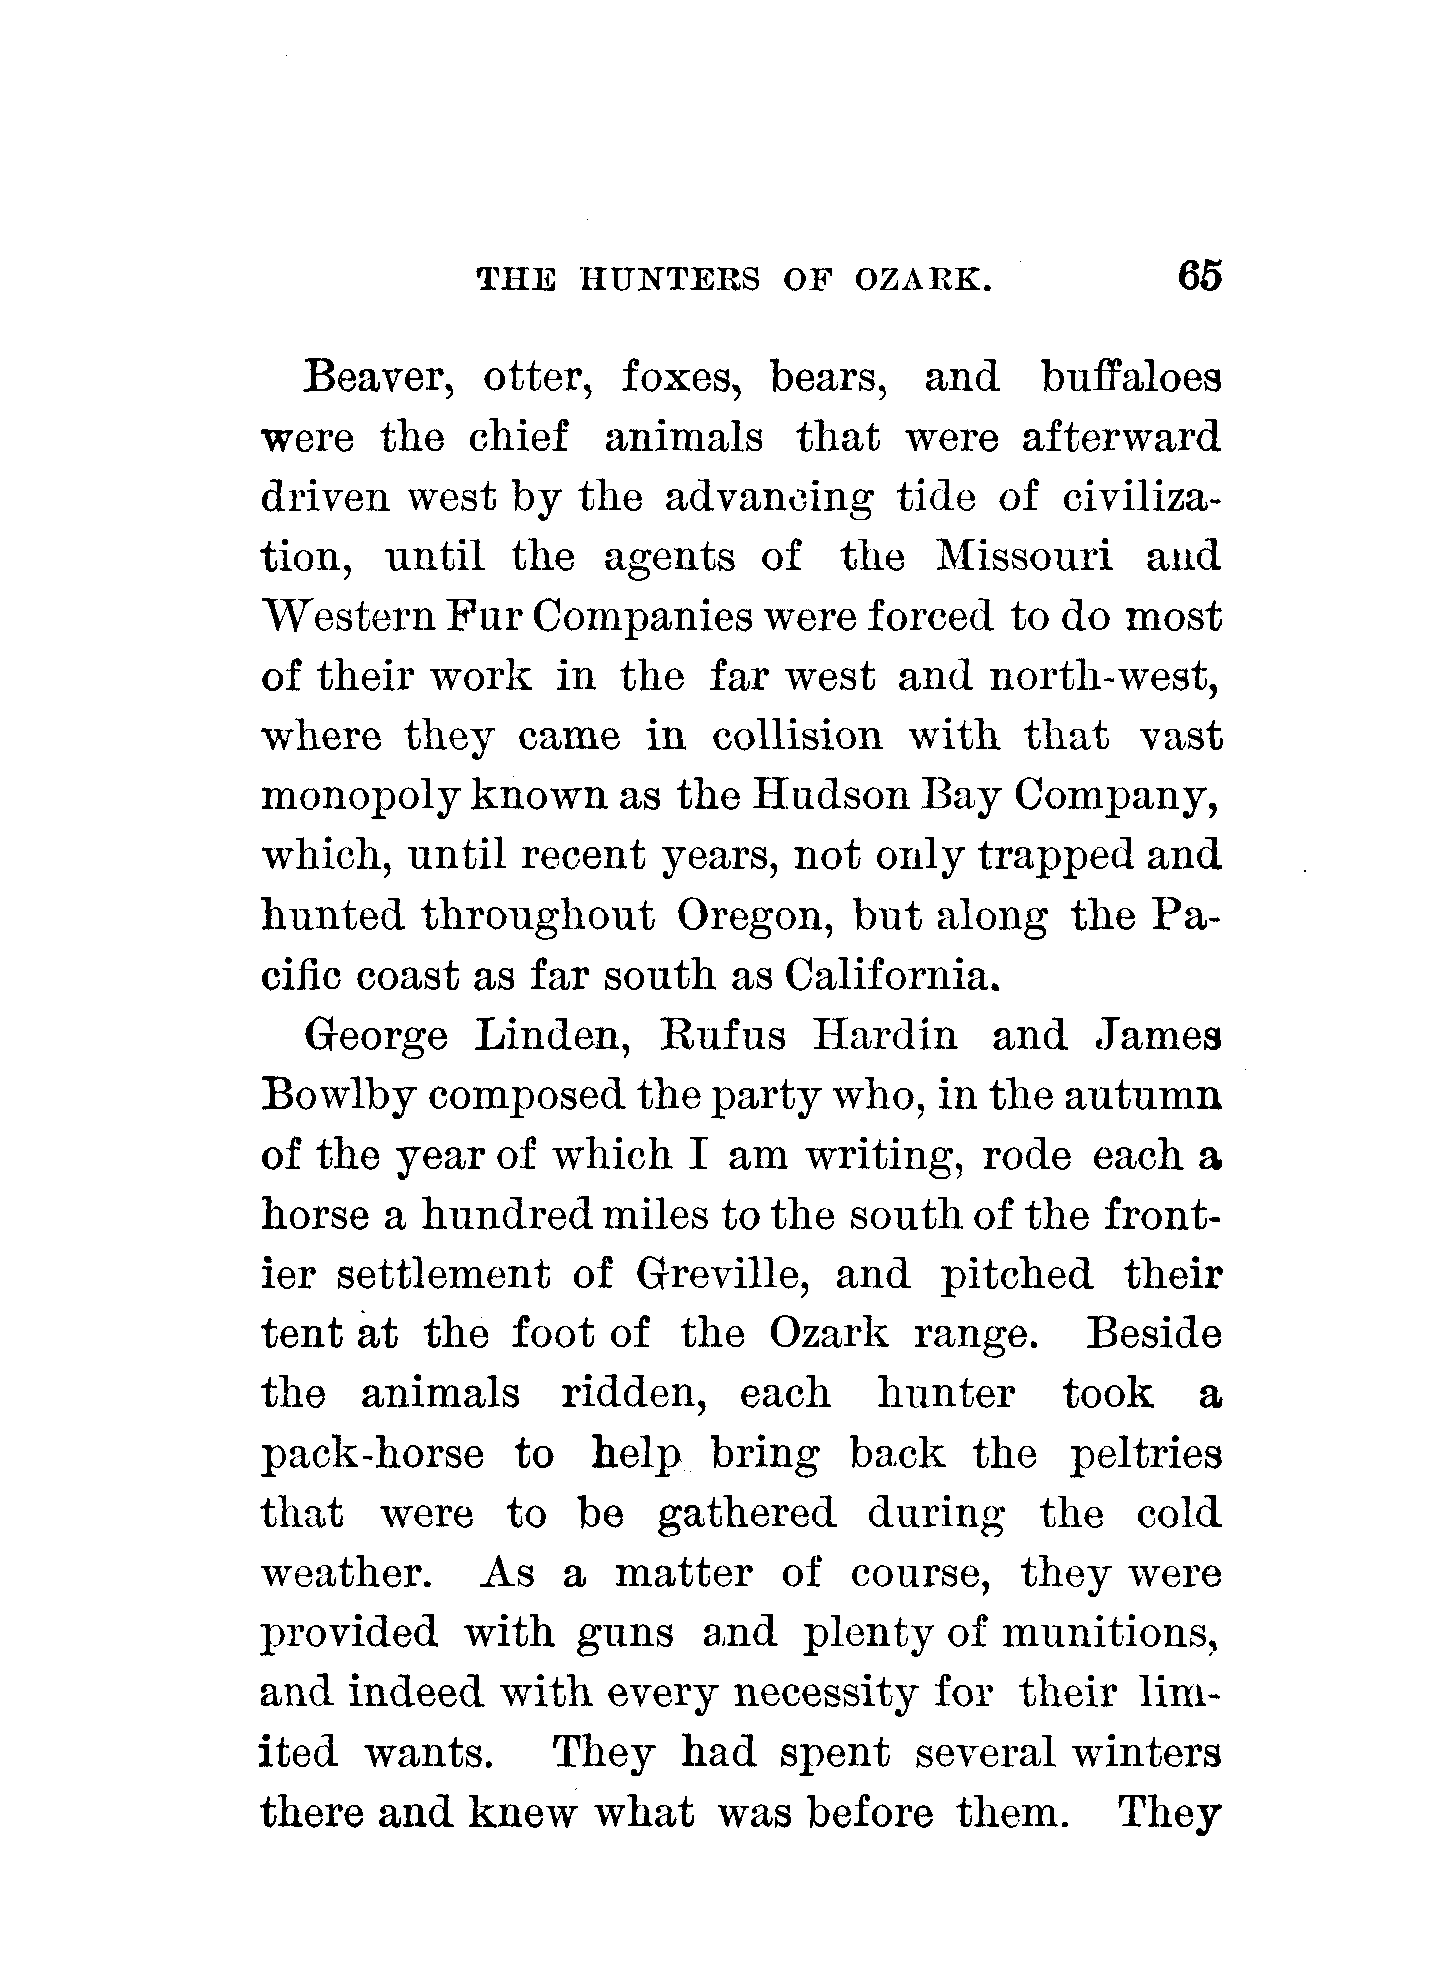 THE HUNTERS OF OZARK. 65
Beaver, otter, foxes, bears, and buffaloes
were the chief animals that were afterward
driven west by the advancing tide of civiliza-
tion, until the agents of the Missouri and
Western Fur Companies were forced to do most
of their work in the far west and north-west,
where they came in collision with that vast
monopoly known as the Hudson Bay Company,
which, until recent years, not only trapped and
hunted throughout Oregon, but along the Pa-
cific coast as far south as California.
George Linden, Rufus Hardin and James
Bowlby composed the party who, in the autumn
of the year of which I am writing, rode each a
horse a hundred miles to the south of the front-
ier settlement of Greville, and pitched their
tent at the foot of the Ozark range. Beside
the animals ridden, each hunter took a
pack-horse to help bring back the peltries
that were to be gathered during the cold
weather. As a matter of course, they were
provided with guns and plenty of munitions,
and indeed with every necessity for their lim-
ited wants. They had spent several winters
there and knew what was before them. They